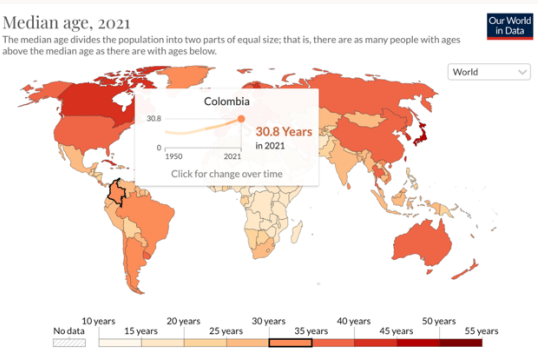 Median age, 2021
Our World
in Data
The median age divides the population into two parts of equal size; that is, there are as many people with ages
above the median age as there are with ages below.
World
Colombia
30.8
0
1950
2021
30.8 Years
in 2021
Click for change over time
No data
10 years
15 years
20 years
25 years
30 years
35 years
40 years
45 years
50 years
55 years